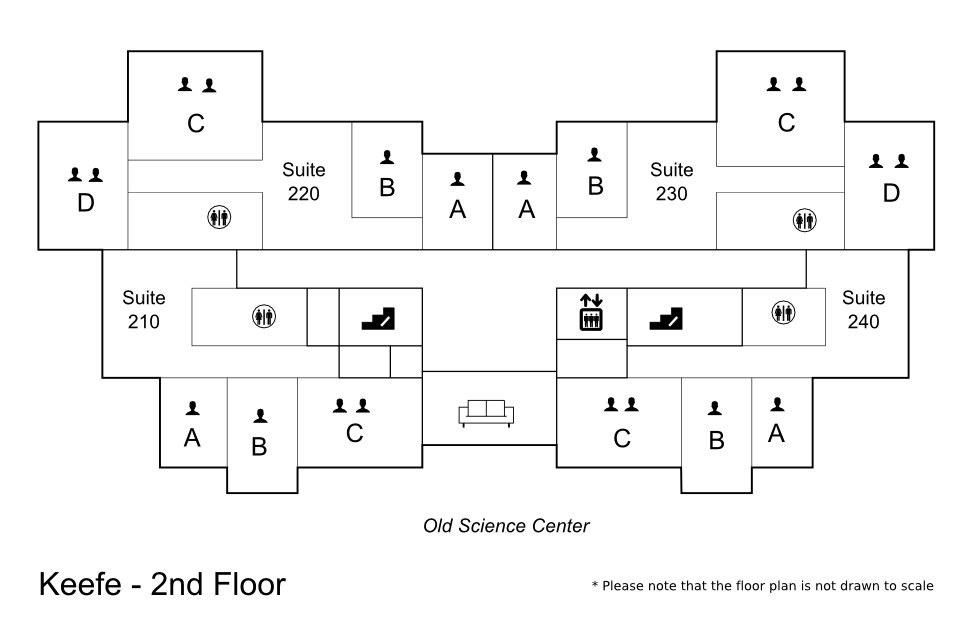 C
C
D
Suite
220
B
A
A
B
Suite
230
D
Suite
210
Suite
240
A
B
C
C
B
A
Old Science Center
Keefe - 2nd Floor
* Please note that the floor plan is not drawn to scale